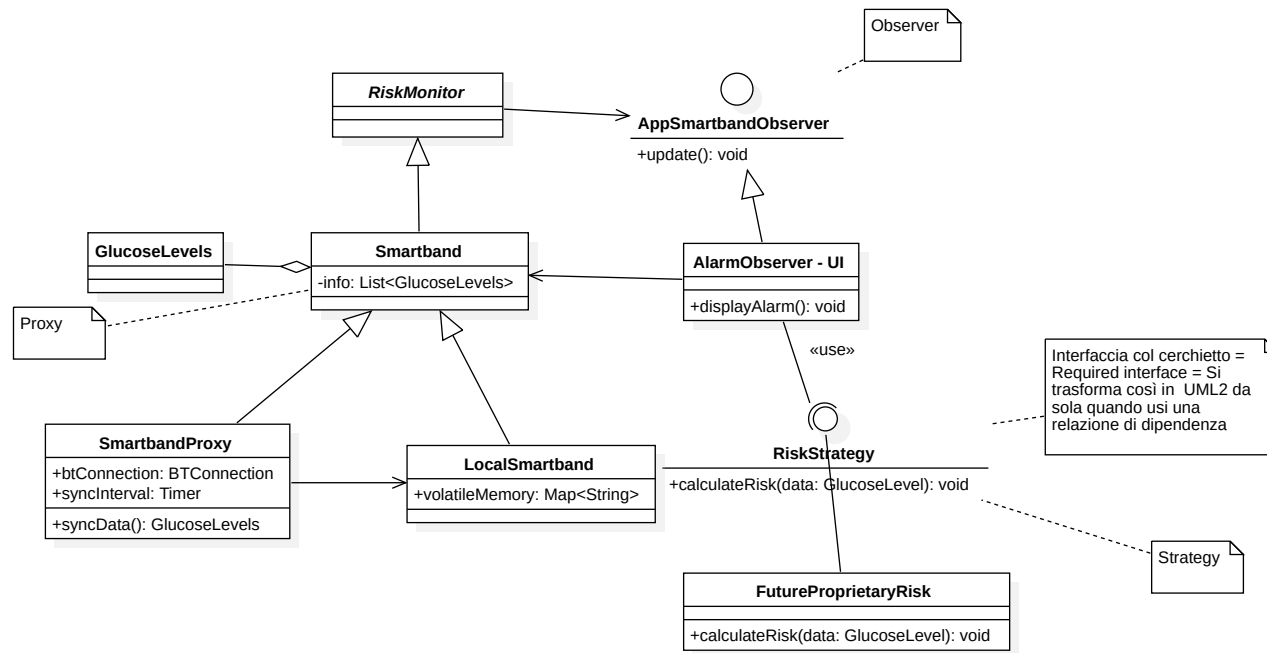 Observer
RiskMonitor
AppSmartbandObserver
+update(): void
GlucoseLevels
Smartband
-info: List<GlucoseLevels>
AlarmObserver - UI
+displayAlarm(): void
Proxy
«use»
Interfaccia col cerchietto =
Required interface = Si
trasforma così in  UML2 da
sola quando usi una
relazione di dipendenza
SmartbandProxy
+btConnection: BTConnection
+syncInterval: Timer
+syncData(): GlucoseLevels
LocalSmartband
+volatileMemory: Map<String>
RiskStrategy
+calculateRisk(data: GlucoseLevel): void
Strategy
FutureProprietaryRisk
+calculateRisk(data: GlucoseLevel): void